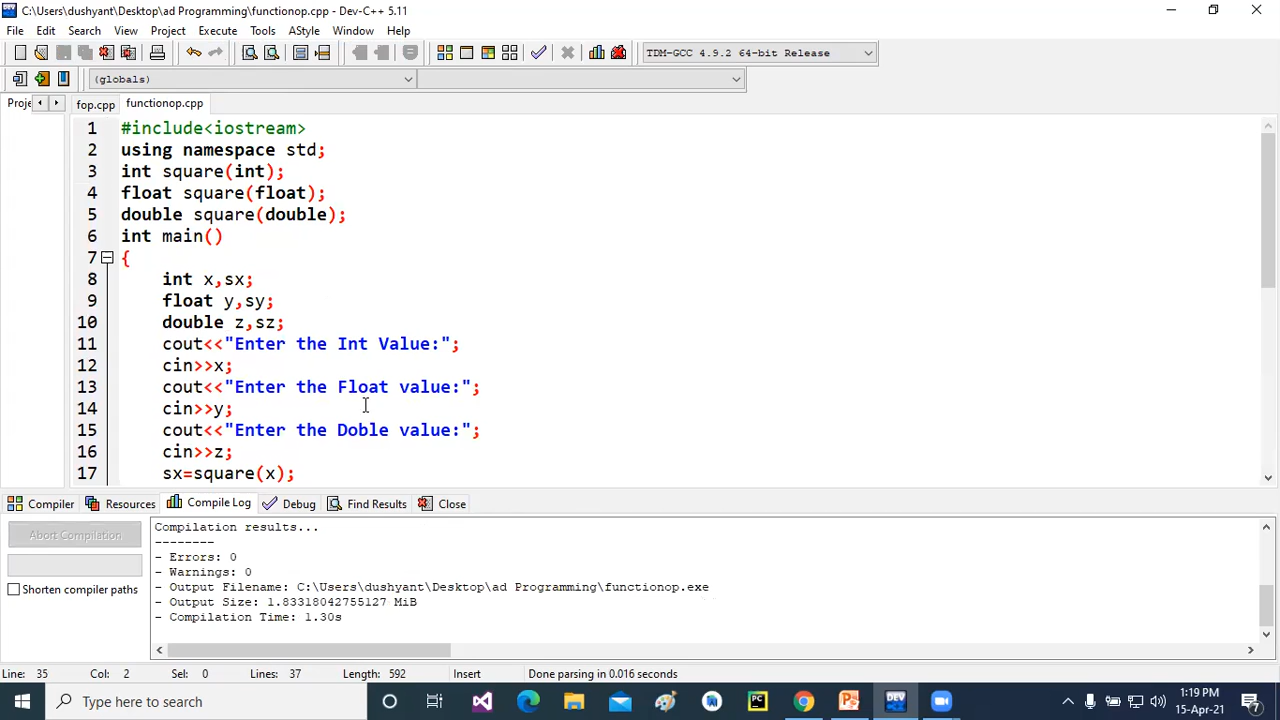 C:\Users\dushyant\Desktop\ad Programming\functionop.cpp - Dev-C++ 5.11
File Edit Search View Project Execute Tools AStyle Window Help
TDM-GCC 4.9.2 64-bit Release
(globals)
Proje fop.cpp functionop.cpp
1 #include<iostream>
2 using namespace std;
3 int square(int);
4 float square(float);
5 double square(double);
6 int main()
7 {
8 int x,sx;
9 float y,sy;
10 double z,sz;
11 cout<<"Enter the Int Value:";
12 cin>>x;
13 cout<<"Enter the Float value:";
14 cin>>y;
15 cout<<"Enter the Doble value:";
16 cin>>z;
17 sx=square(x);
Compiler Resources Compile Log Debug Find Results Close
Abort Compilation
Shorten compiler paths
Compilation results...
--------
- Errors: 0
- Warnings: 0
- Output Filename: C:\Users\dushyant\Desktop\ad Programming\functionop.exe
- Output Size: 1.83318042755127 MiB
- Compilation Time: 1.30s
Line: 35 Col: 2 Sel: 0 Lines: 37 Length: 592 Insert Done parsing in 0.016 seconds
Type here to search
1:19 PM
15-Apr-21